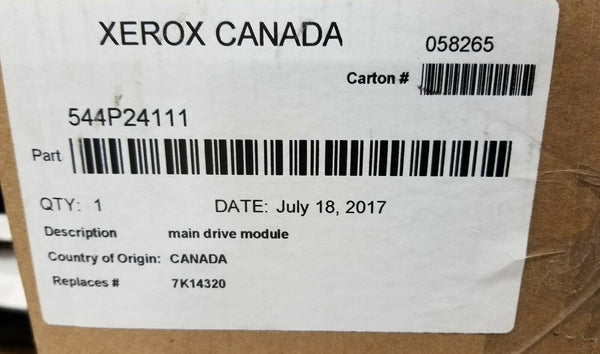 XEROX CANADA
058265
Carton #
544P24111
Part
QTY: 1 DATE: July 18, 2017
Description main drive module
Country of Origin: CANADA
Replaces # 7K14320